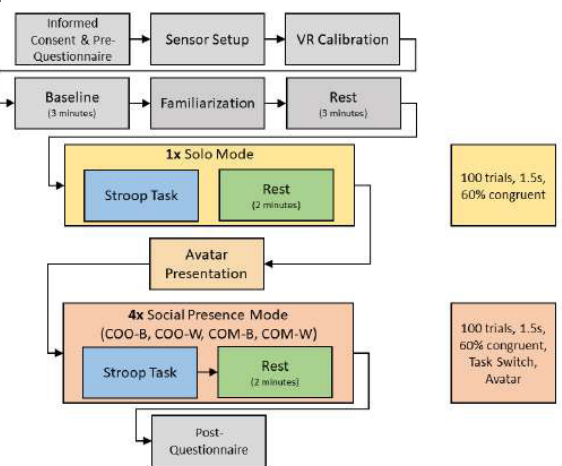 Informed
Consent & Pre-
Questionnaire
Sensor Setup
VR Calibration
Baseline
(3 minutes)
Familiarization
Rest
(3 minutes)
1x Solo Mode
Stroop Task
Rest
(2 minutes)
100 trials, 1.5s,
60% congruent
Avatar
Presentation
4x Social Presence Mode
(COO-B, COO-W, COM-B, COM-W)
Stroop Task
Rest
(2 minutes)
100 trials, 1.5s,
60% congruent,
Task Switch,
Avatar
Post-
Questionnaire